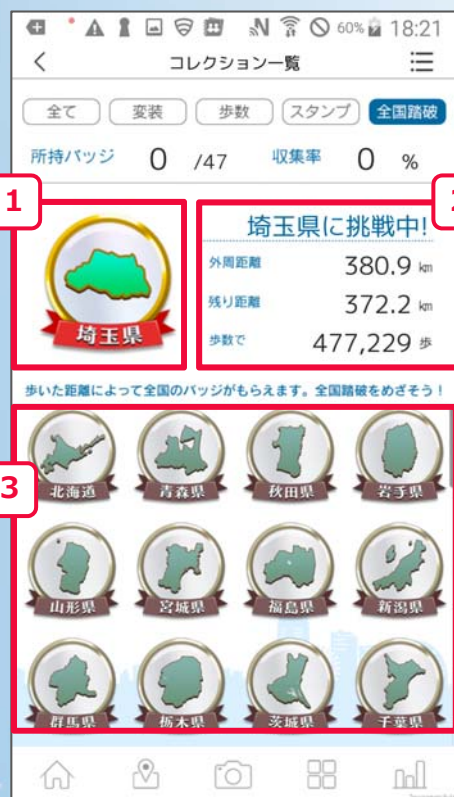 60% 18:21
コレクション一覧
全て 変装 歩数 スタンプ 全国踏破
所持バッジ 0 /47 収集率 0 %
1
埼玉県に挑戦中!
外周距離 380.9 km
残り距離 372.2 km
歩数で 477,229 歩
埼玉県
歩いた距離によって全国のバッジがもらえます。全国踏破をめざそう!
3
北海道 青森県 秋田県 岩手県
山形県 宮城県 福島県 新潟県
群馬県 栃木県 茨城県 千葉県